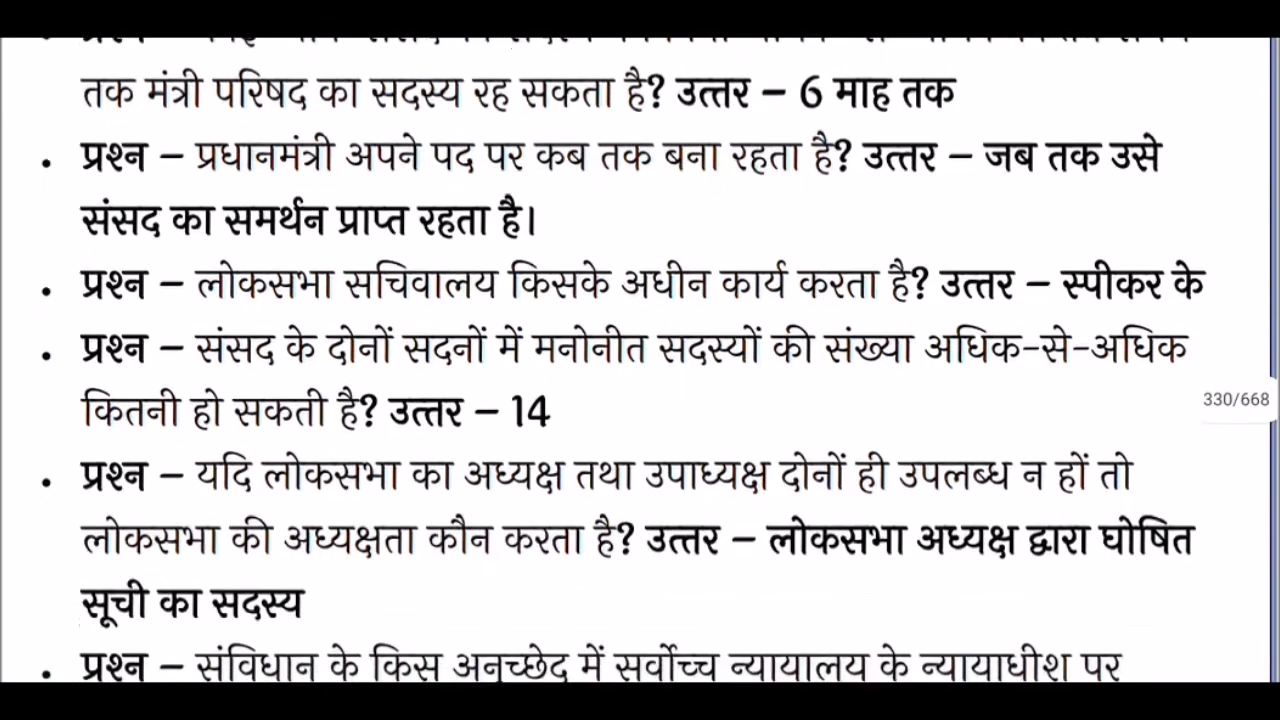 तक मंत्री परिषद का सदस्य रह सकता है? उत्तर – 6 माह तक
• प्रश्न – प्रधानमंत्री अपने पद पर कब तक बना रहता है? उत्तर – जब तक उसे
संसद का समर्थन प्राप्त रहता है।
• प्रश्न – लोकसभा सचिवालय किसके अधीन कार्य करता है? उत्तर – स्पीकर के
• प्रश्न – संसद के दोनों सदनों में मनोनीत सदस्यों की संख्या अधिक-से-अधिक
कितनी हो सकती है? उत्तर – 14
330/668
• प्रश्न – यदि लोकसभा का अध्यक्ष तथा उपाध्यक्ष दोनों ही उपलब्ध न हों तो
लोकसभा की अध्यक्षता कौन करता है? उत्तर – लोकसभा अध्यक्ष द्वारा घोषित
सूची का सदस्य
• प्रश्न – संविधान के किस अनुच्छेद में सर्वोच्च न्यायालय के न्यायाधीश पर